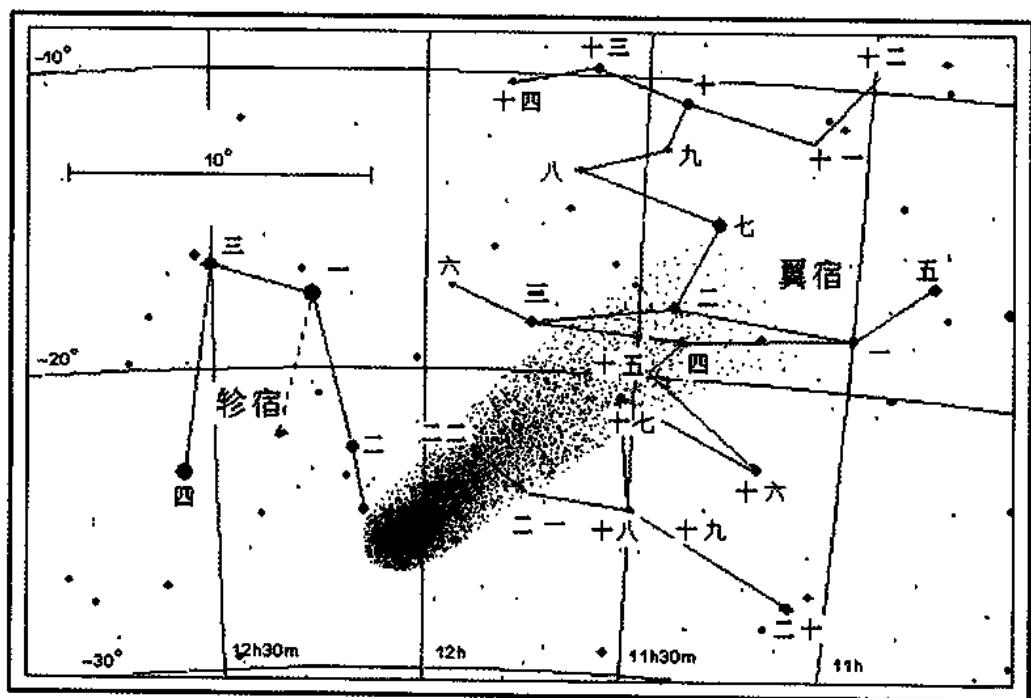 十三
十二
-10°
十
十四
十一
10°
九
八
七
三
一
六
翼宿
五
三
二
一
-20°
十五
四
轸宿
十七
二二
二
十六
四
二一
十八
十九
二十
-30°
12h30m
12h
11h30m
11h